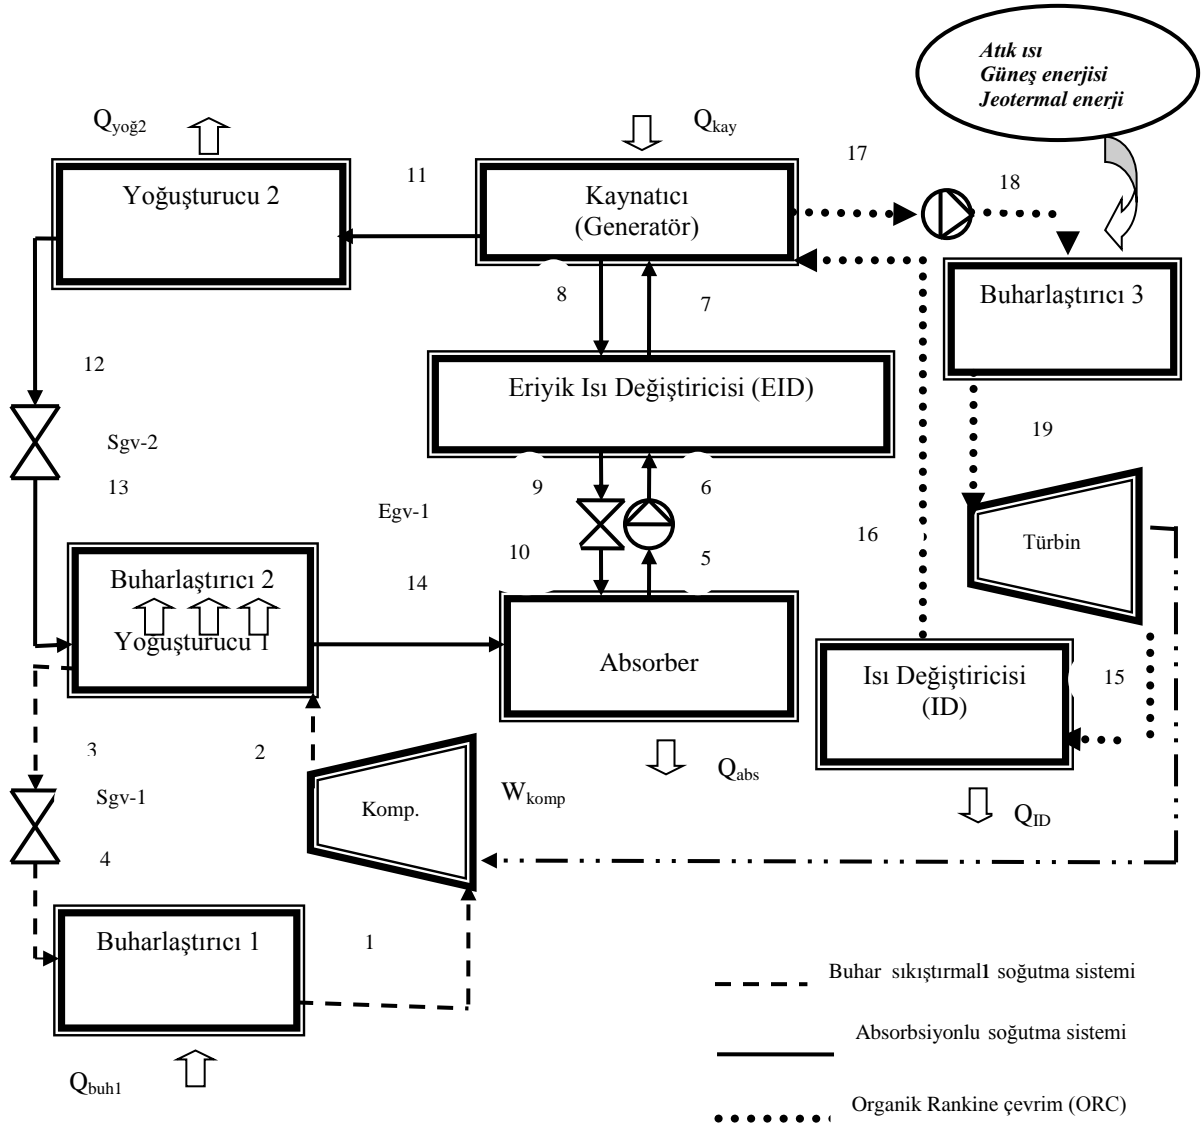 Atık ısı
Güneş enerjisi
Jeotermal enerji
Qyoğ2
Qkay
17
18
11
Yoğuşturucu 2
Kaynatıcı
(Generatör)
Buharlaştırıcı 3
8
7
12
Eriyik Isı Değiştiricisi (EID)
Sgv-2
19
13
9
6
Egv-1
16
Türbin
10
5
Buharlaştırıcı 2
14
Yoğuşturucu 1
Absorber
Isı Değiştiricisi
(ID)
15
3
2
Qabs
Wkomp
Sgv-1
Komp.
QID
4
Buharlaştırıcı 1
1
Buhar sıkıştırmalı soğutma sistemi
Absorbsiyonlu soğutma sistemi
Qbuh1
Organik Rankine çevrim (ORC)